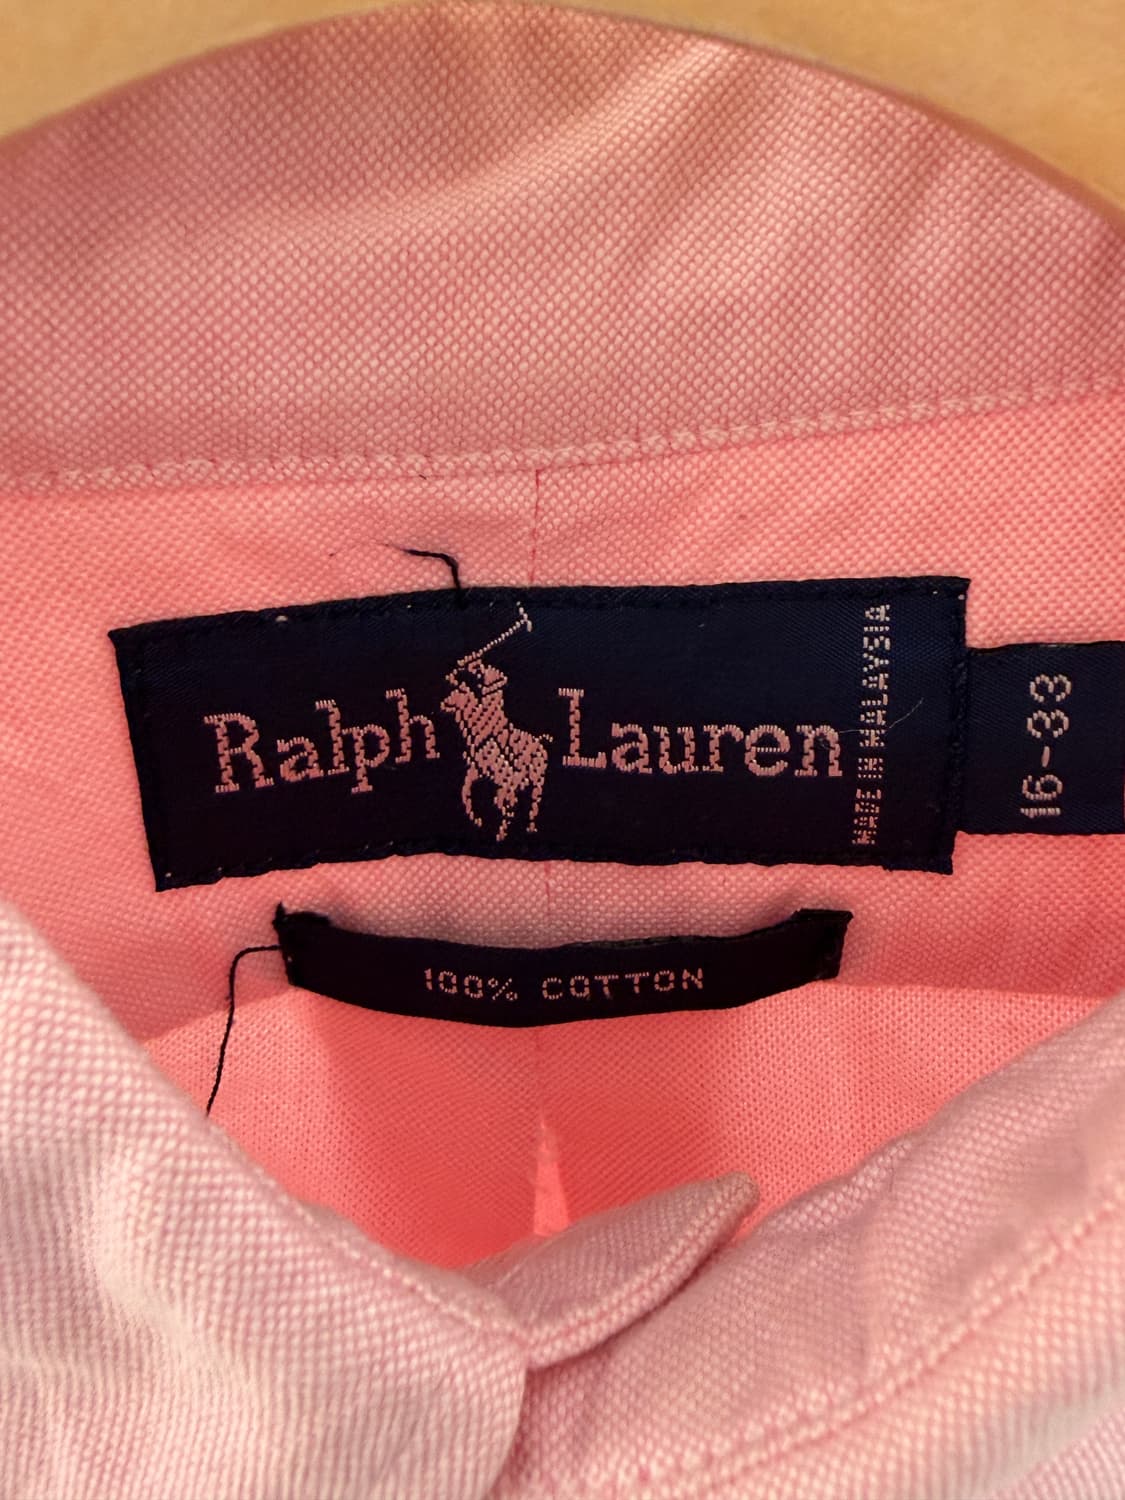 Ralph Lauren
MADE IN MALAYSIA
16-33
100% COTTON